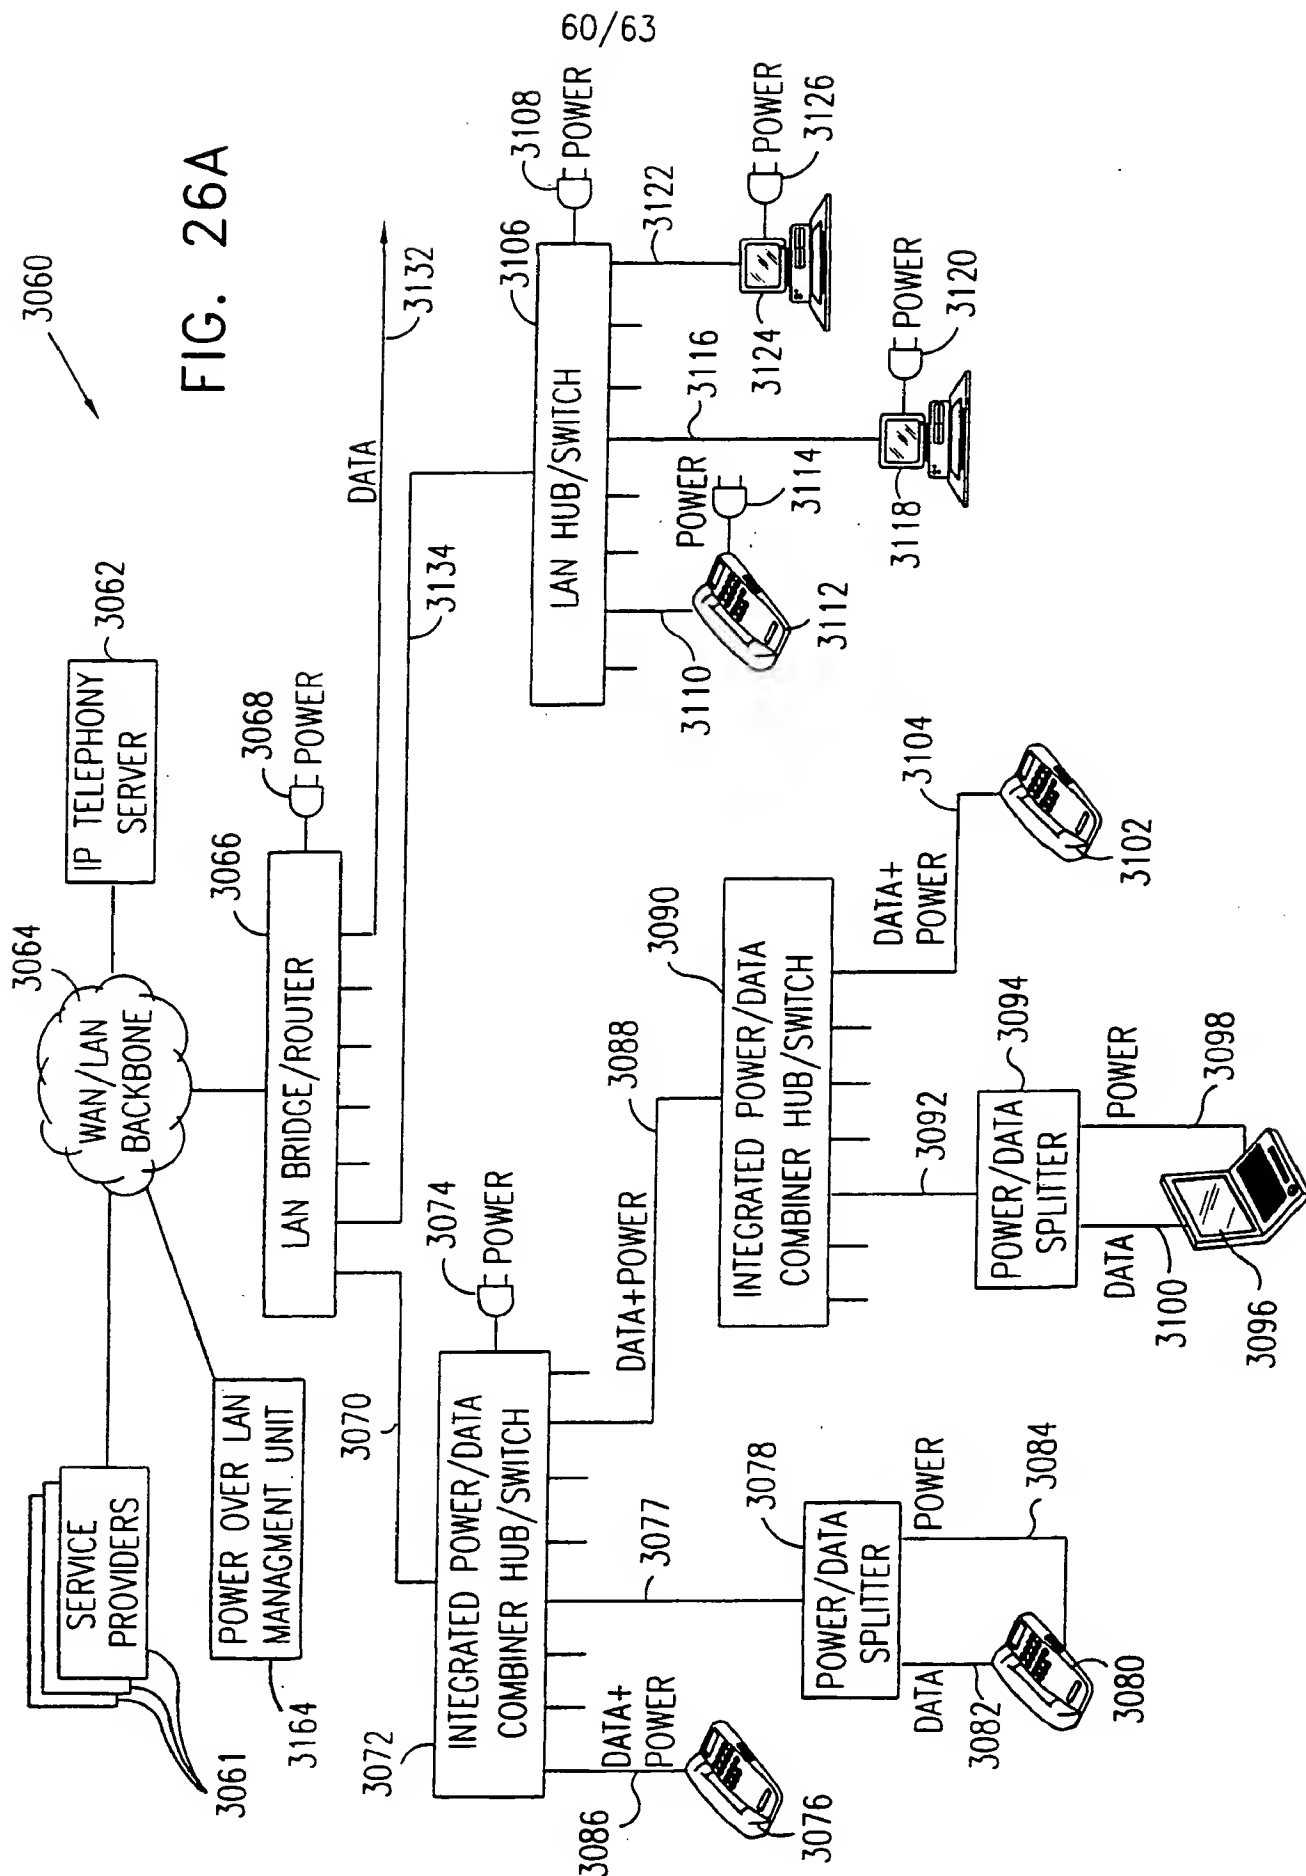 60/63
3060
FIG. 26A
SERVICE
PROVIDERS
3061
POWER OVER LAN
MANAGMENT UNIT
3164
WAN/LAN
BACKBONE
3064
IP TELEPHONY
SERVER
3062
LAN BRIDGE/ROUTER
3066
3068
POWER
DATA
3132
3134
3070
INTEGRATED POWER/DATA
COMBINER HUB/SWITCH
3072
3074
POWER
DATA+
POWER
3086
3076
3077
POWER/DATA
SPLITTER
3078
DATA
3082
POWER
3084
3080
DATA+POWER
3088
INTEGRATED POWER/DATA
COMBINER HUB/SWITCH
3090
3092
POWER/DATA
SPLITTER
3094
DATA
3100
POWER
3098
3096
DATA+
POWER
3104
3102
LAN HUB/SWITCH
3106
3108
POWER
3110
3112
POWER
3114
3116
3118
POWER
3120
3122
3124
POWER
3126